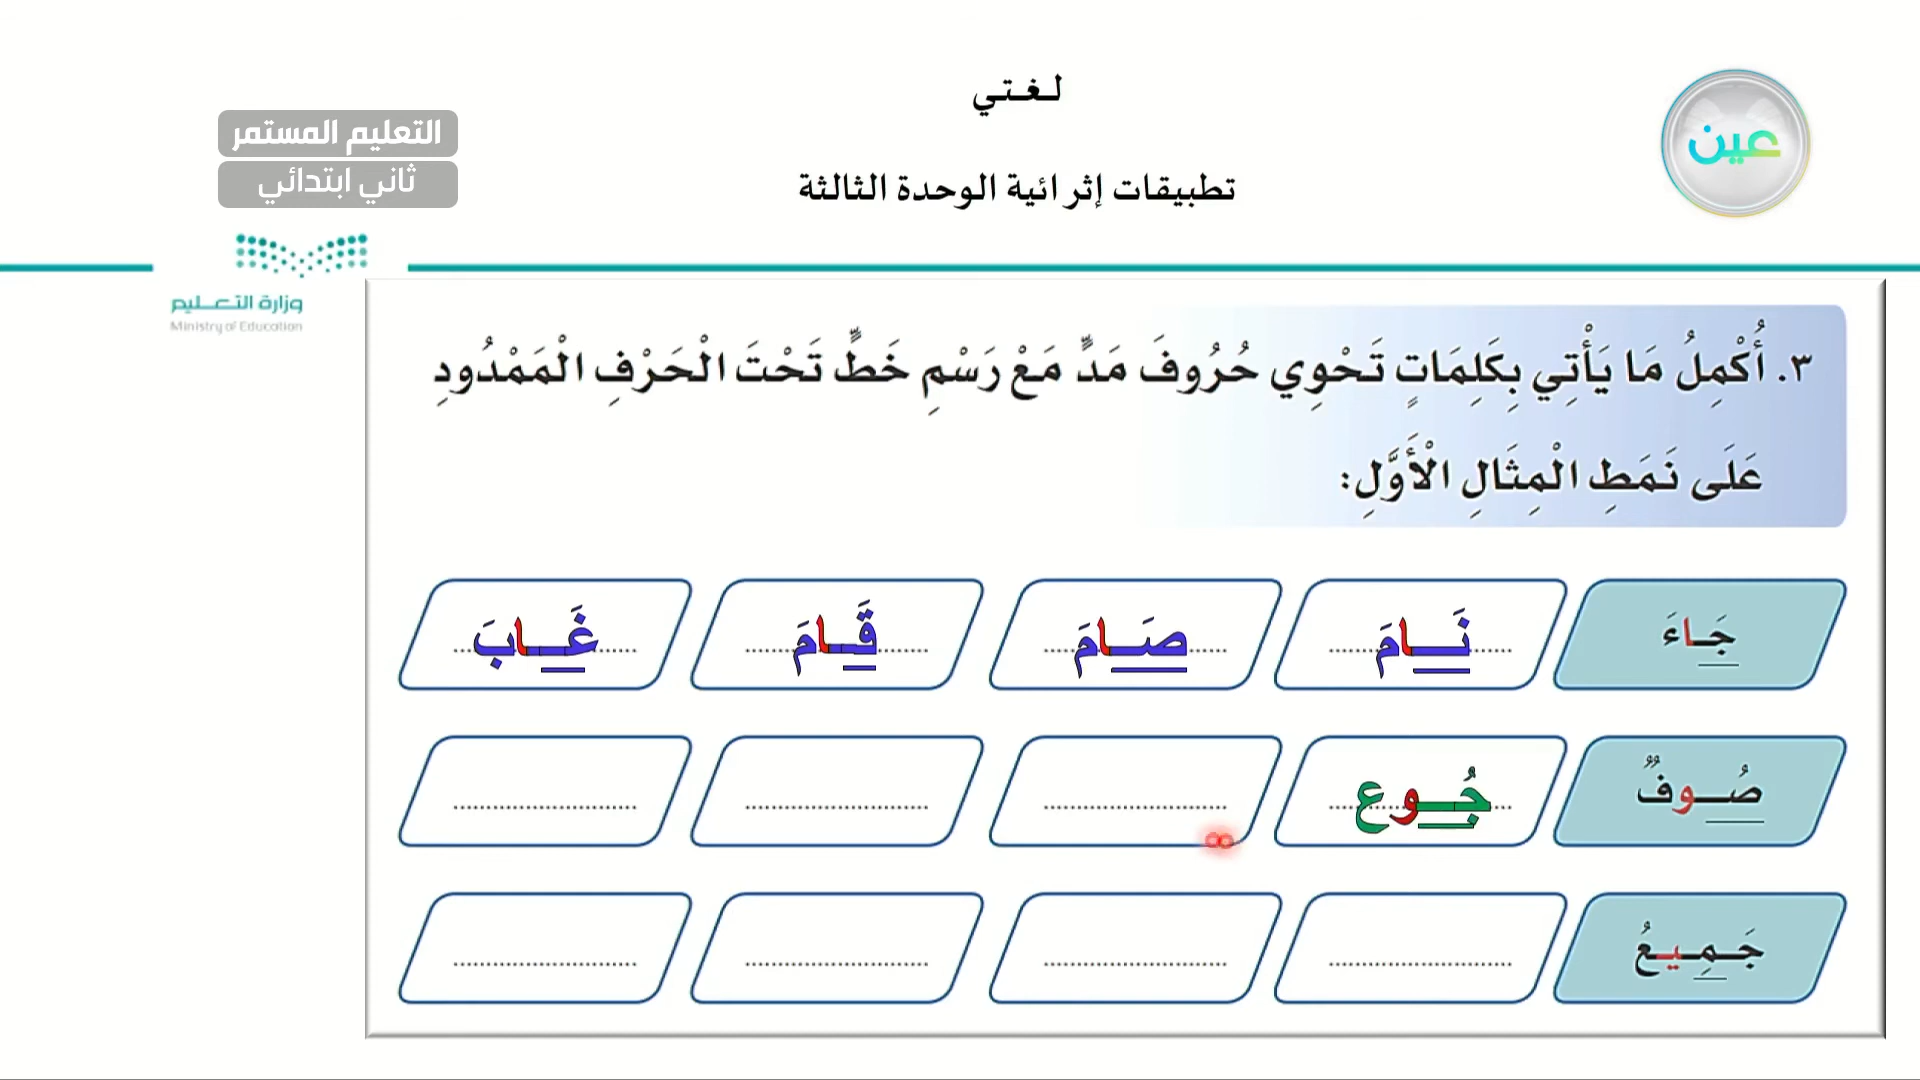 لغتي
عين
التعليم المستمر
ثاني ابتدائي
تطبيقات إثرائية الوحدة الثالثة
وزارة التعليم
Ministry of Education
٣. أُكْمِلُ مَا يَأْتِي بِكَلِمَاتٍ تَحْوِي حُرُوفَ مَدٍّ مَعْ رَسْمِ خَطٍّ تَحْتَ الْحَرْفِ الْمَمْدُودِ
عَلَى نَمَطِ الْمِثَالِ الْأَوَّلِ:
جَاءَ نَامَ صَامَ قَامَ غَابَ
صُوفٌ جُوع
جَمِيعُ